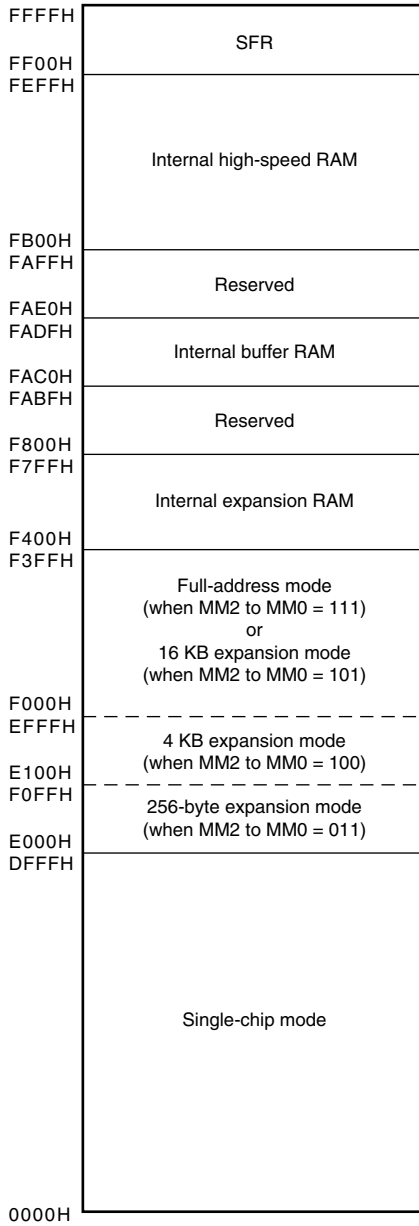 FFFFH
SFR
FF00H
FEFFH
Internal high-speed RAM
FB00H
FAFFH
Reserved
FAE0H
FADFH
Internal buffer RAM
FAC0H
FABFH
Reserved
F800H
F7FFH
Internal expansion RAM
F400H
F3FFH
Full-address mode
(when MM2 to MM0 = 111)
or
16 KB expansion mode
(when MM2 to MM0 = 101)
F000H
EFFFH
4 KB expansion mode
(when MM2 to MM0 = 100)
E100H
F0FFH
256-byte expansion mode
(when MM2 to MM0 = 011)
E000H
DFFFH
Single-chip mode
0000H